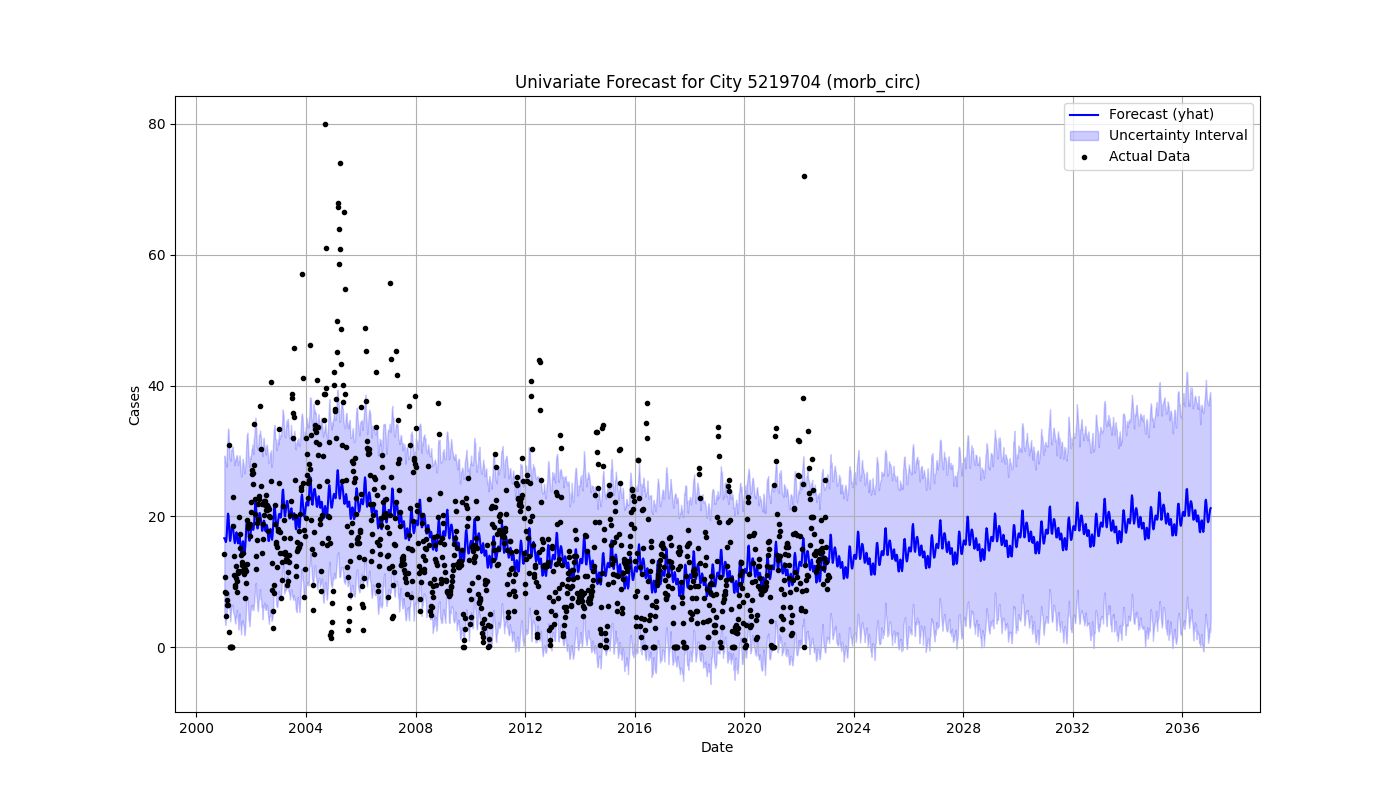 Univariate Forecast for City 5219704 (morb_circ)
Forecast (yhat)
Uncertainty Interval
Actual Data
Cases
80
60
40
20
0
2000 2004 2008 2012 2016 2020 2024 2028 2032 2036
Date